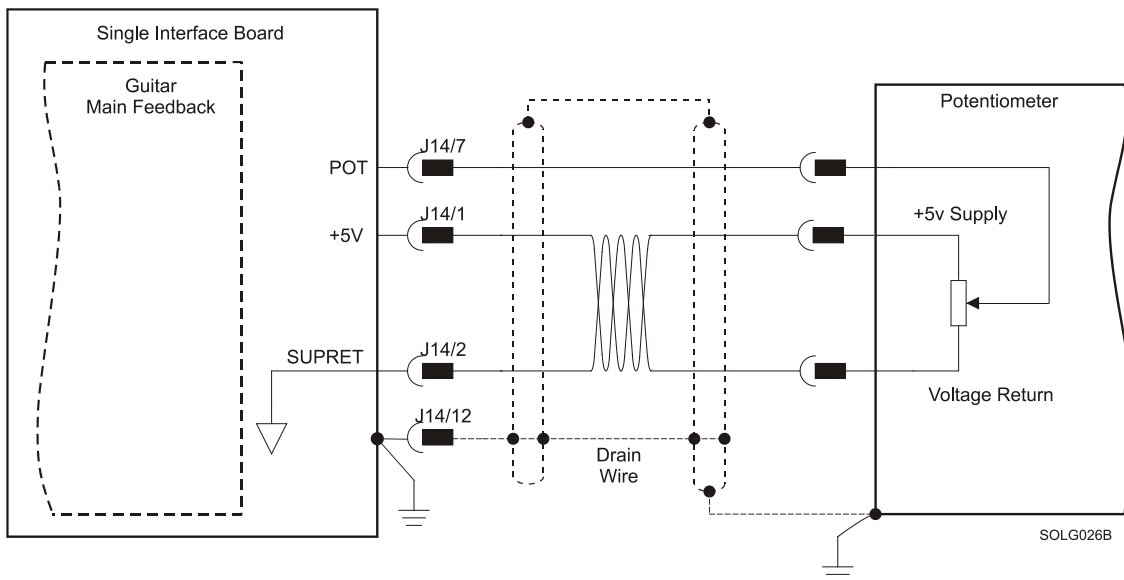 Single Interface Board
Guitar
Main Feedback
Potentiometer
J14/7
POT
J14/1
+5V
+5v Supply
J14/2
SUPRET
Voltage Return
J14/12
Drain
Wire
SOLG026B